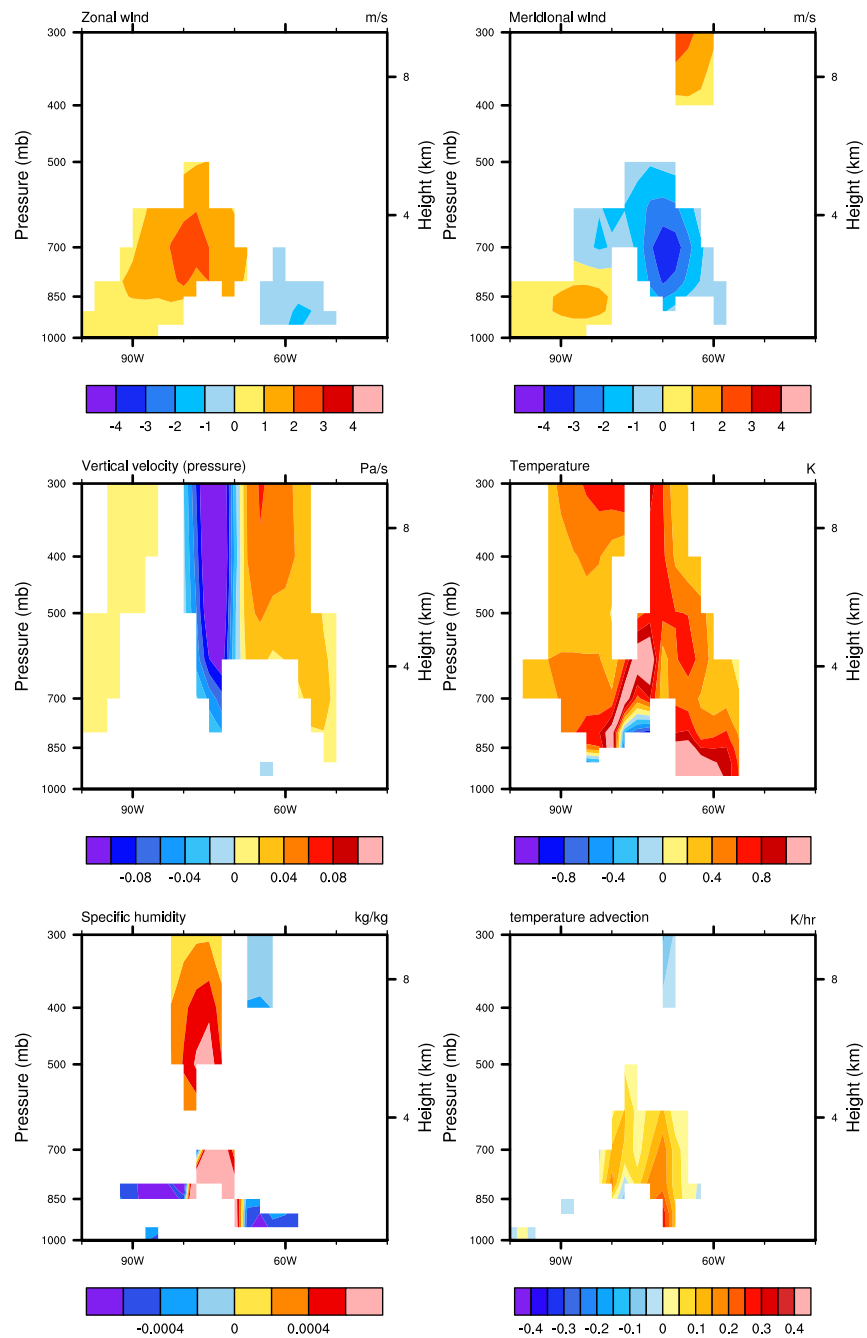 Zonal wind m/s
300
400
500
700
850
1000
Pressure (mb)
8
4
Height (km)
90W 60W
-4 -3 -2 -1 0 1 2 3 4
Meridional wind m/s
300
400
500
700
850
1000
Pressure (mb)
8
4
Height (km)
90W 60W
-4 -3 -2 -1 0 1 2 3 4
Vertical velocity (pressure) Pa/s
300
400
500
700
850
1000
Pressure (mb)
8
4
Height (km)
90W 60W
-0.08 -0.04 0 0.04 0.08
Temperature K
300
400
500
700
850
1000
Pressure (mb)
8
4
Height (km)
90W 60W
-0.8 -0.4 0 0.4 0.8
Specific humidity kg/kg
300
400
500
700
850
1000
Pressure (mb)
8
4
Height (km)
90W 60W
-0.0004 0 0.0004
temperature advection K/hr
300
400
500
700
850
1000
Pressure (mb)
8
4
Height (km)
90W 60W
-0.4 -0.3 -0.2 -0.1 0 0.1 0.2 0.3 0.4